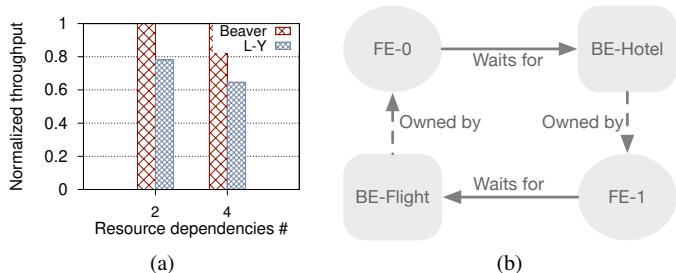 Normalized throughput
1
0.8
0.6
0.4
0.2
0
Beaver
L-Y
2
4
Resource dependencies #
(a)
FE-0
Waits for
BE-Hotel
Owned by
Owned by
BE-Flight
Waits for
FE-1
(b)